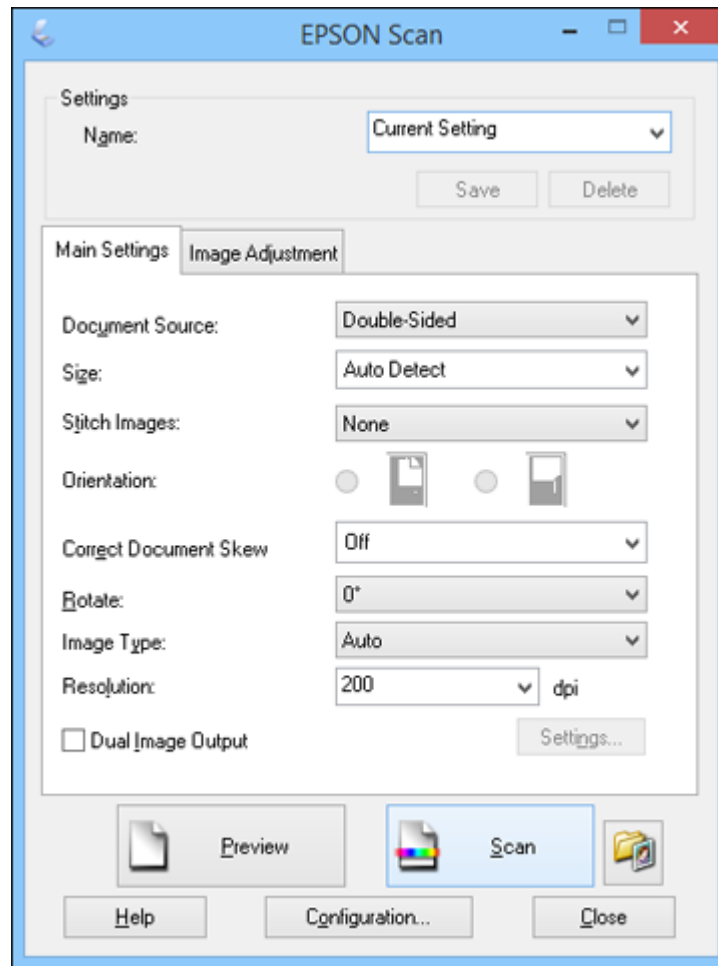 EPSON Scan
Settings
Name: Current Setting
Save Delete
Main Settings Image Adjustment
Document Source: Double-Sided
Size: Auto Detect
Stitch Images: None
Orientation:
Correct Document Skew Off
Rotate: 0°
Image Type: Auto
Resolution: 200 dpi
Dual Image Output Settings...
Preview Scan
Help Configuration... Close